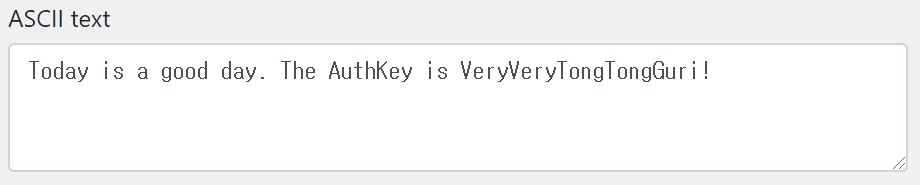 ASCII text
Today is a good day. The AuthKey is VeryVeryTongTongGuri!